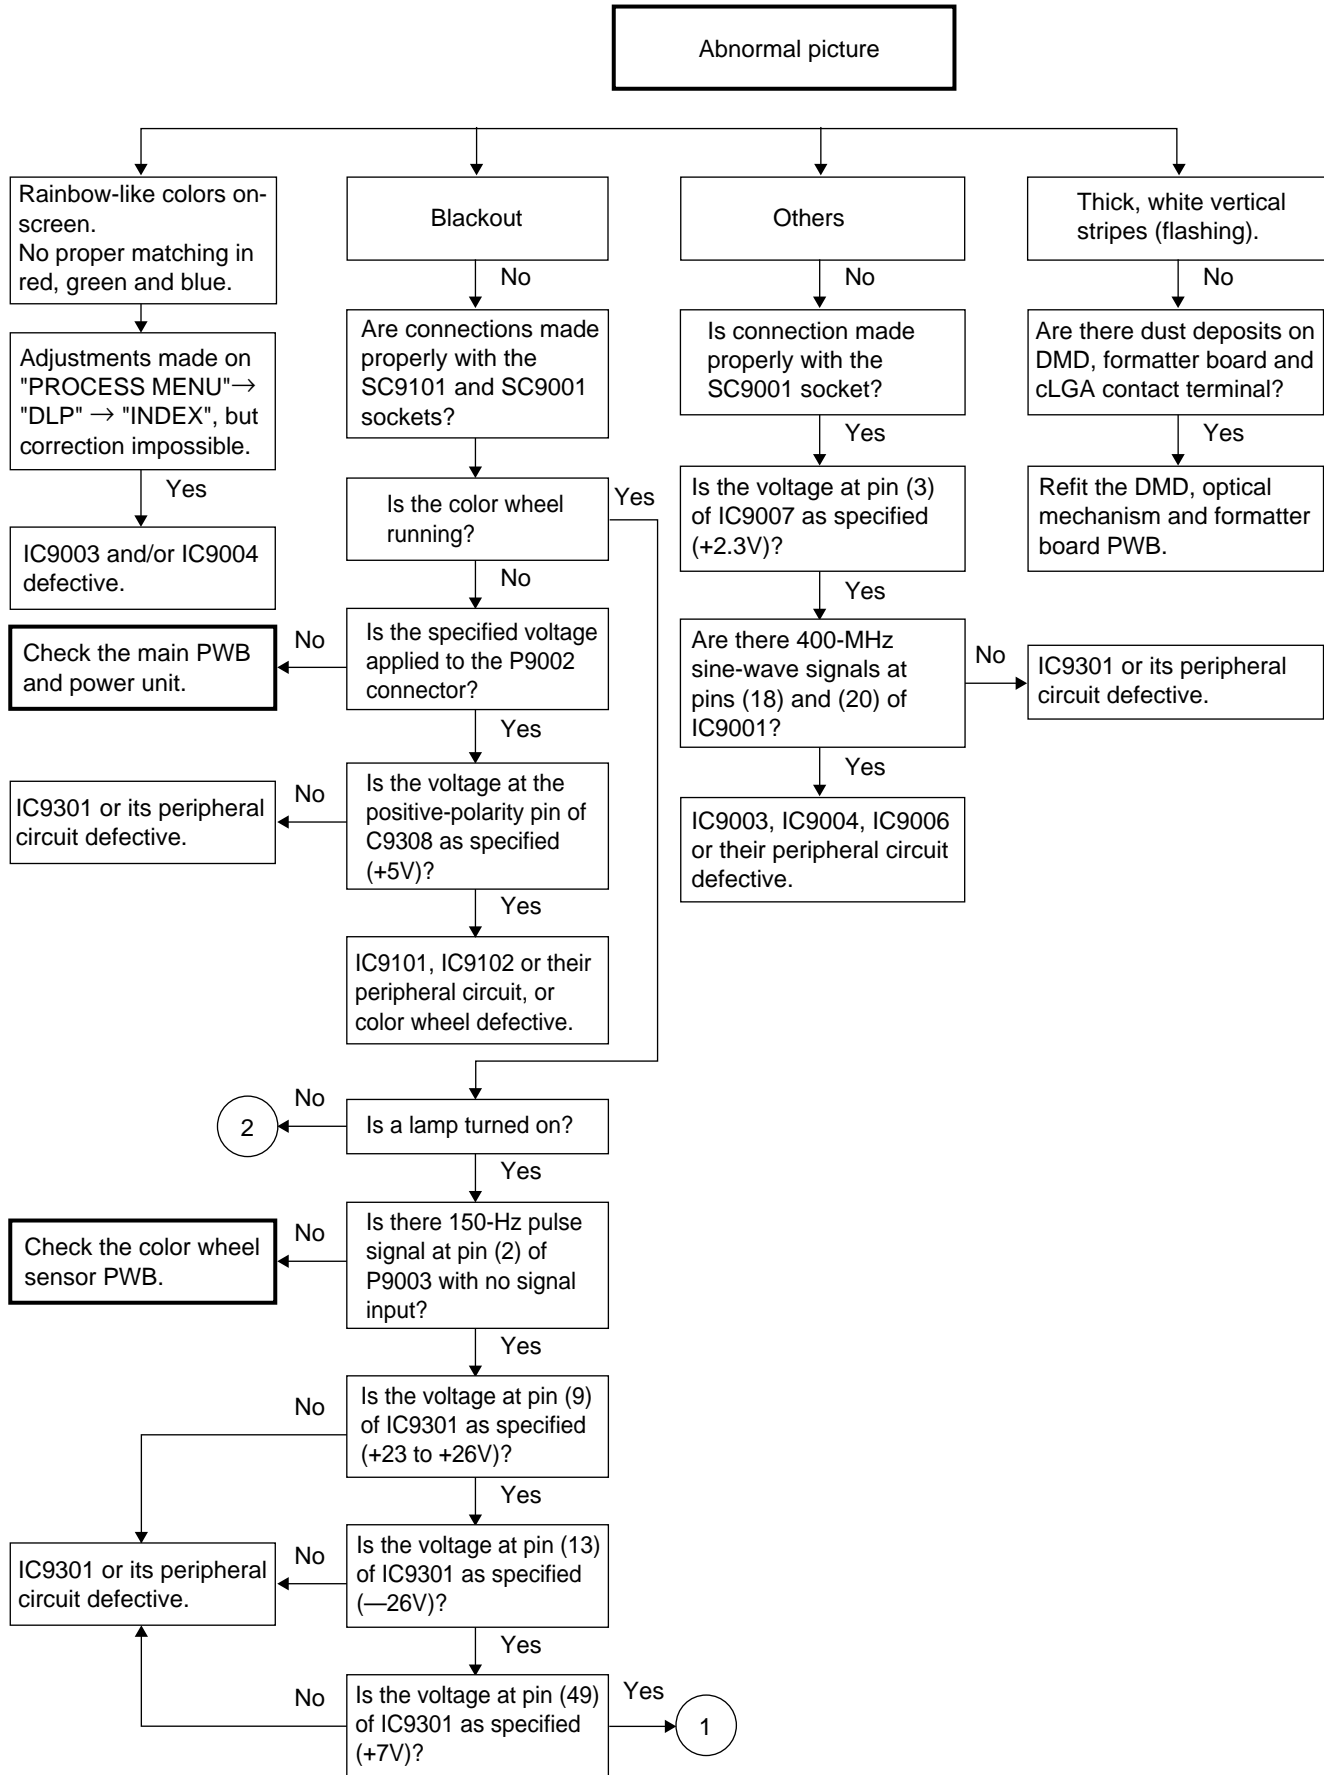 Abnormal picture
Rainbow-like colors on-
screen.
No proper matching in
red, green and blue.
Adjustments made on
"PROCESS MENU"→
"DLP" → "INDEX", but
correction impossible.
Yes
IC9003 and/or IC9004
defective.
Blackout
No
Are connections made
properly with the
SC9101 and SC9001
sockets?
Is the color wheel
running?
Yes
No
Is the specified voltage
applied to the P9002
connector?
No
Check the main PWB
and power unit.
Yes
Is the voltage at the
positive-polarity pin of
C9308 as specified
(+5V)?
No
IC9301 or its peripheral
circuit defective.
Yes
IC9101, IC9102 or their
peripheral circuit, or
color wheel defective.
Is a lamp turned on?
No
2
Yes
Is there 150-Hz pulse
signal at pin (2) of
P9003 with no signal
input?
No
Check the color wheel
sensor PWB.
Yes
Is the voltage at pin (9)
of IC9301 as specified
(+23 to +26V)?
No
Yes
Is the voltage at pin (13)
of IC9301 as specified
(—26V)?
No
IC9301 or its peripheral
circuit defective.
Yes
Is the voltage at pin (49)
of IC9301 as specified
(+7V)?
No
Yes
1
Others
No
Is connection made
properly with the
SC9001 socket?
Yes
Is the voltage at pin (3)
of IC9007 as specified
(+2.3V)?
Yes
Are there 400-MHz
sine-wave signals at
pins (18) and (20) of
IC9001?
No
IC9301 or its peripheral
circuit defective.
Yes
IC9003, IC9004, IC9006
or their peripheral circuit
defective.
Thick, white vertical
stripes (flashing).
No
Are there dust deposits on
DMD, formatter board and
cLGA contact terminal?
Yes
Refit the DMD, optical
mechanism and formatter
board PWB.